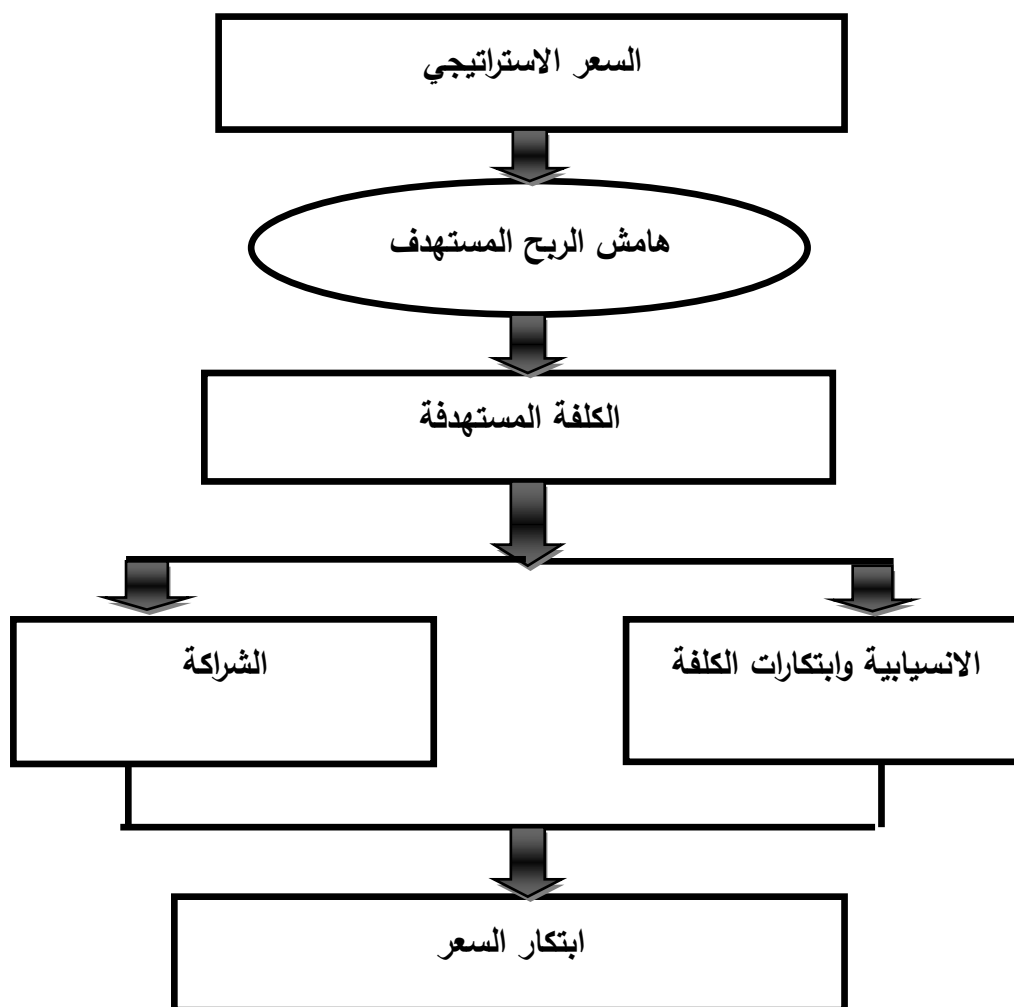 السعر الاستراتيجي
هامش الربح المستهدف
الكلفة المستهدفة
الانسيابية وابتكارات الكلفة
الشراكة
ابتكار السعر